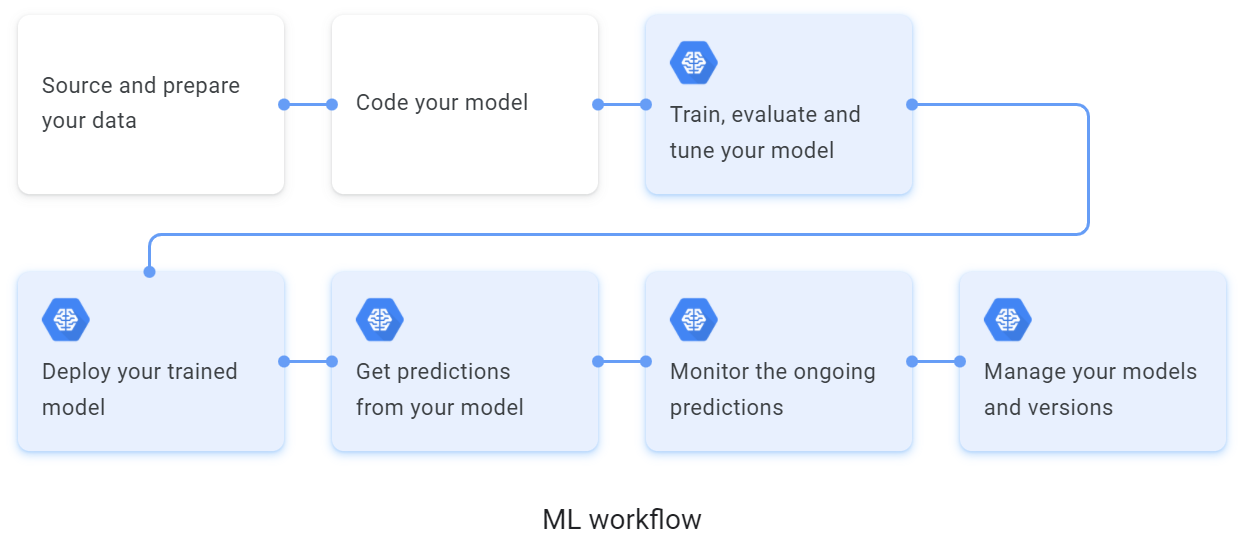 Source and prepare
your data
Code your model
Train, evaluate and
tune your model
Deploy your trained
model
Get predictions
from your model
Monitor the ongoing
predictions
Manage your models
and versions
ML workflow